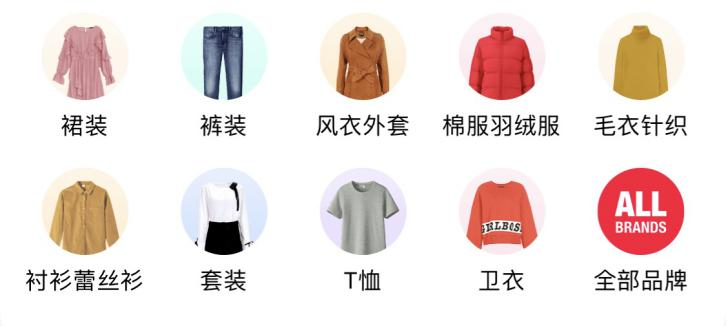 裙装
裤装
风衣外套
棉服羽绒服
毛衣针织
ALL
BRANDS
衬衫蕾丝衫
套装
T恤
卫衣
全部品牌